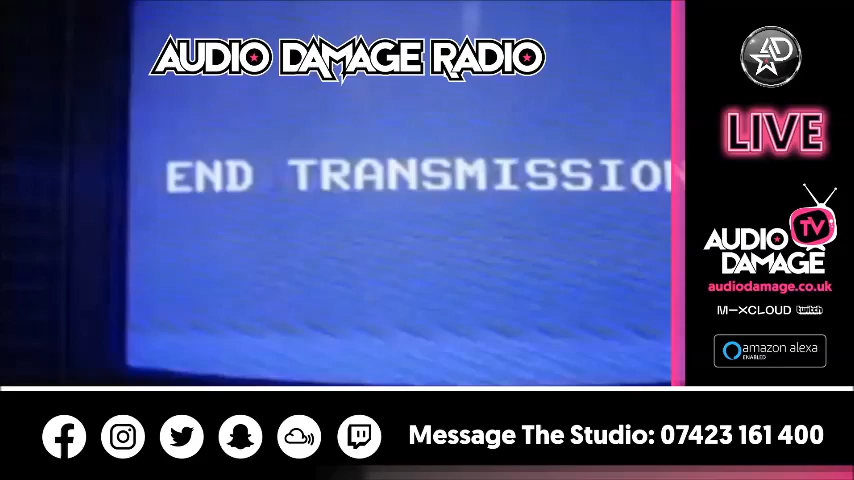 AUDIO DAMAGE RADIO
END TRANSMISSION
AD
LIVE
TV
AUDIO
DAMAGE
audiodamage.co.uk
M-XCLOUD twitch
amazon alexa
ENABLED
Message The Studio: 07423 161 400